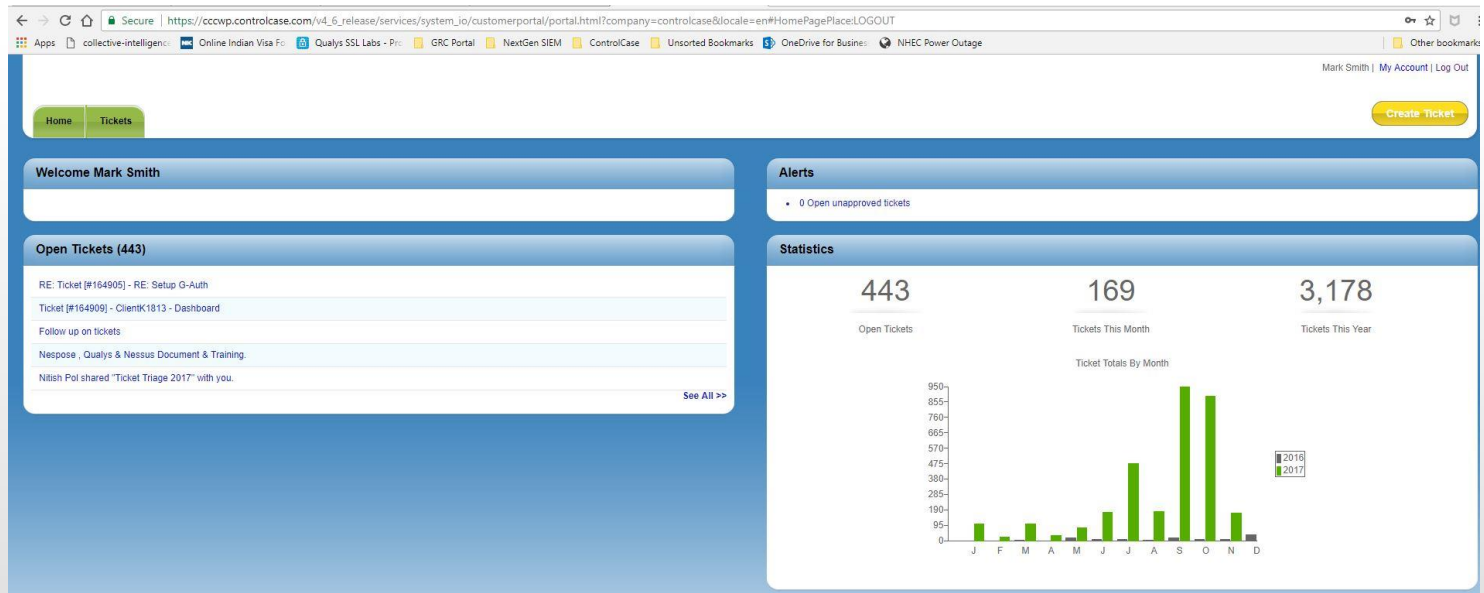 Secure | https://cccwp.controlcase.com/v4_6_release/services/system_io/customerportal/portal.html?company=controlcase&locale=en#HomePagePlace:LOGOUT
Apps collective-intelligence Online Indian Visa Fo Qualys SSL Labs - Pro GRC Portal NextGen SIEM ControlCase Unsorted Bookmarks OneDrive for Busines NHEC Power Outage Other bookmarks
Mark Smith | My Account | Log Out
Home Tickets Create Ticket
Welcome Mark Smith
Alerts
0 Open unapproved tickets
Open Tickets (443)
RE: Ticket [#164905] - RE: Setup G-Auth
Ticket [#164909] - ClientK1813 - Dashboard
Follow up on tickets
Nespose , Qualys & Nessus Document & Training.
Nitish Pol shared "Ticket Triage 2017" with you.
See All >>
Statistics
443 169 3,178
Open Tickets Tickets This Month Tickets This Year
Ticket Totals By Month
950
855
760
665
570
475
380
285
190
95
0
J F M A M J J A S O N D
2016
2017